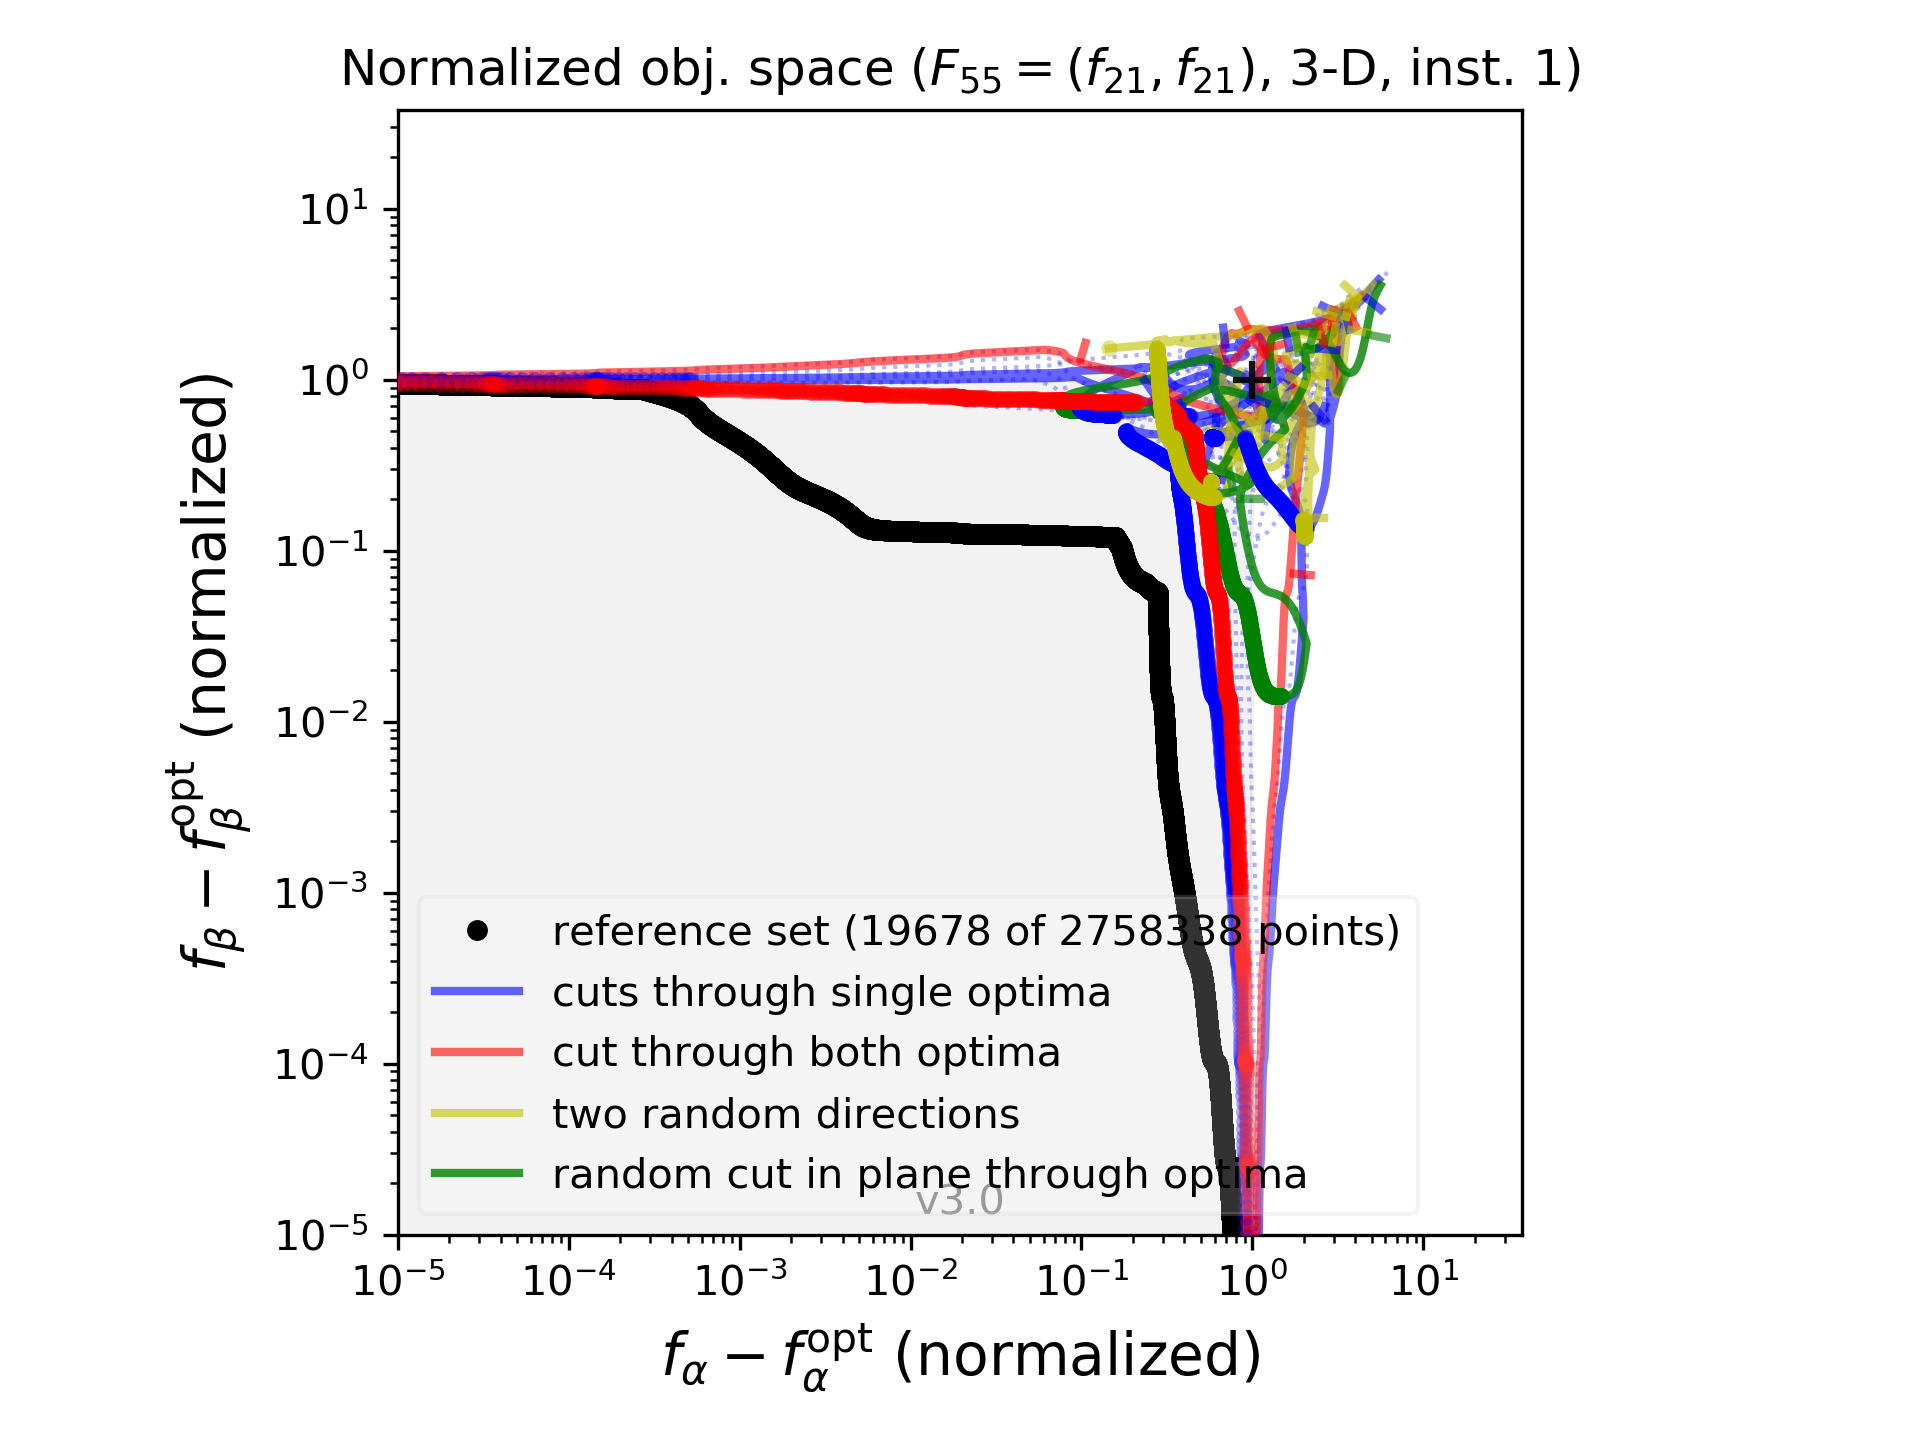 Normalized obj. space (F₅₅ = (f₂₁, f₂₁), 3-D, inst. 1)
f_β − f_β^opt (normalized)
10¹
10⁰
10⁻¹
10⁻²
10⁻³
10⁻⁴
10⁻⁵
reference set (19678 of 2758338 points)
cuts through single optima
cut through both optima
two random directions
random cut in plane through optima
v3.0
10⁻⁵ 10⁻⁴ 10⁻³ 10⁻² 10⁻¹ 10⁰ 10¹
f_α − f_α^opt (normalized)